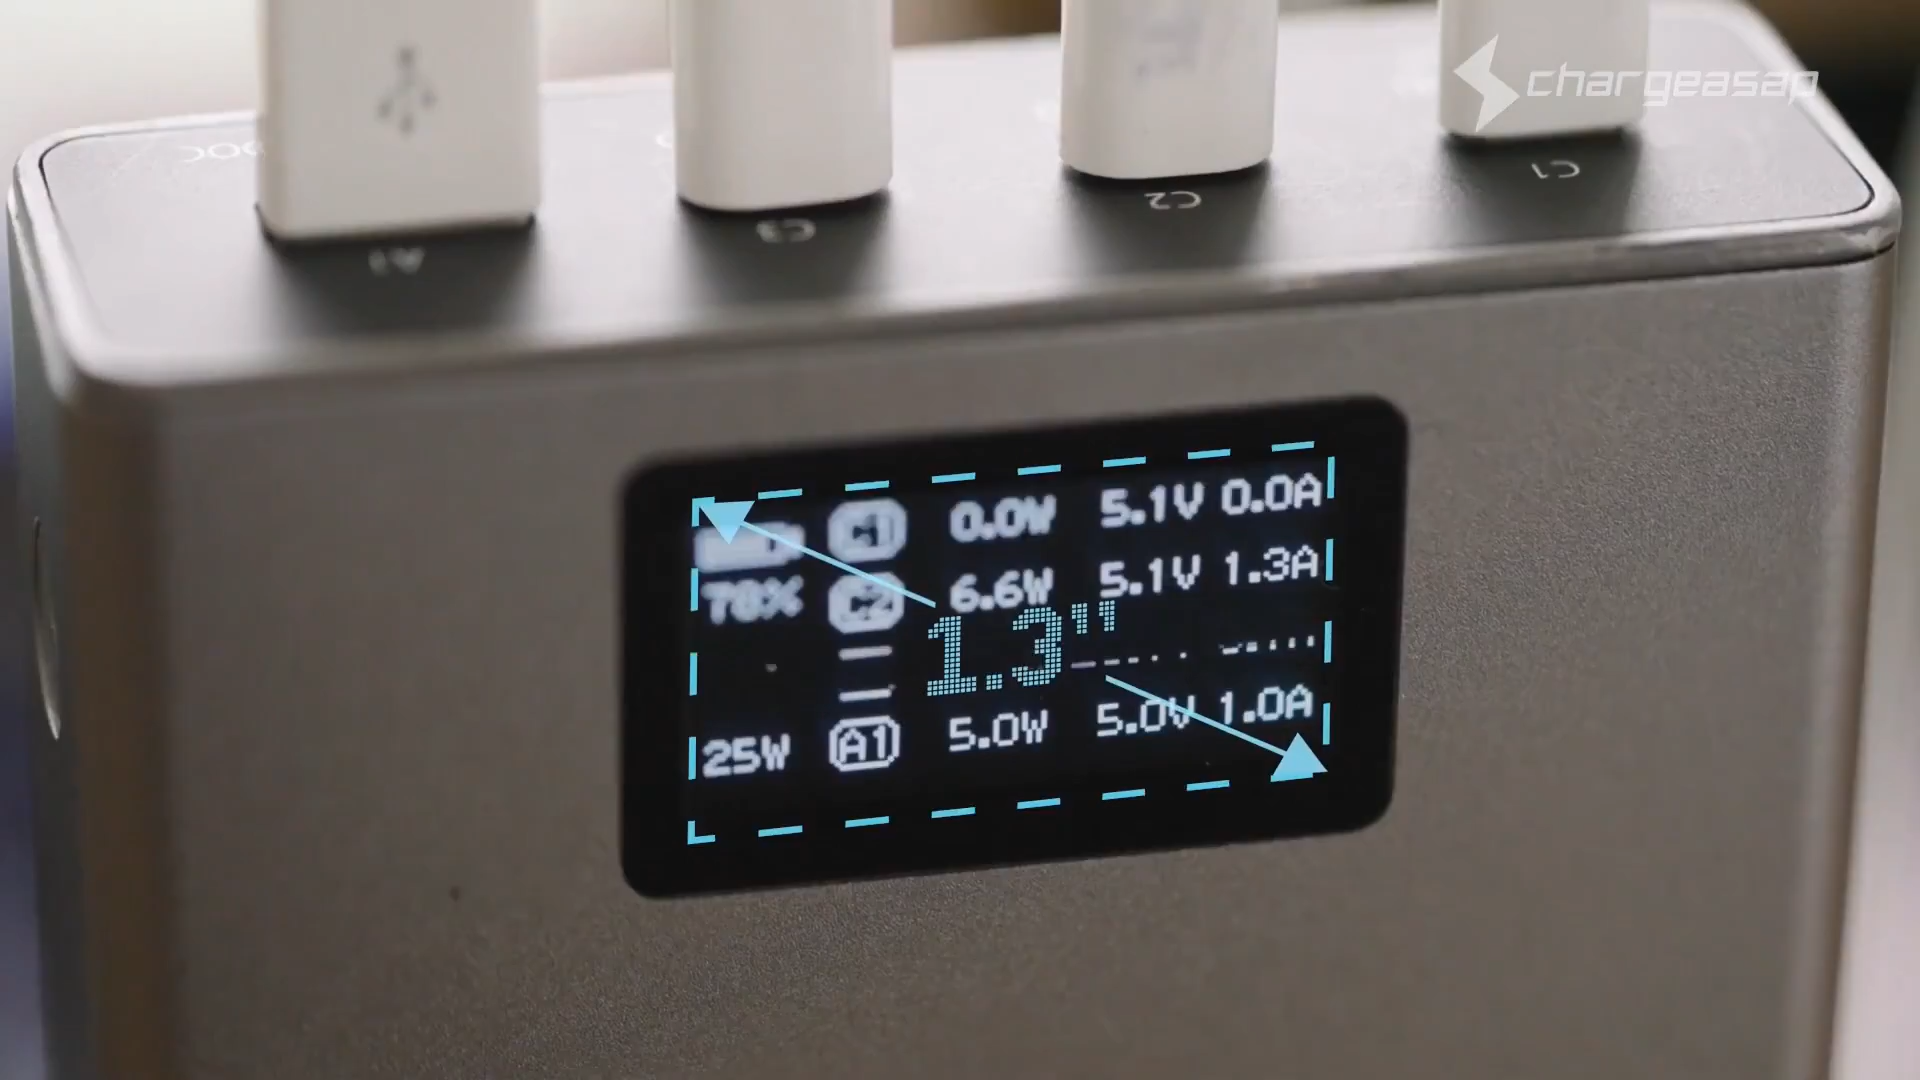 chargeasap
A1
C3
C2
C1
C1 0.0W 5.1V 0.0A
78% C2 6.6W 5.1V 1.3A
1.3"
25W A1 5.0W 5.0V 1.0A